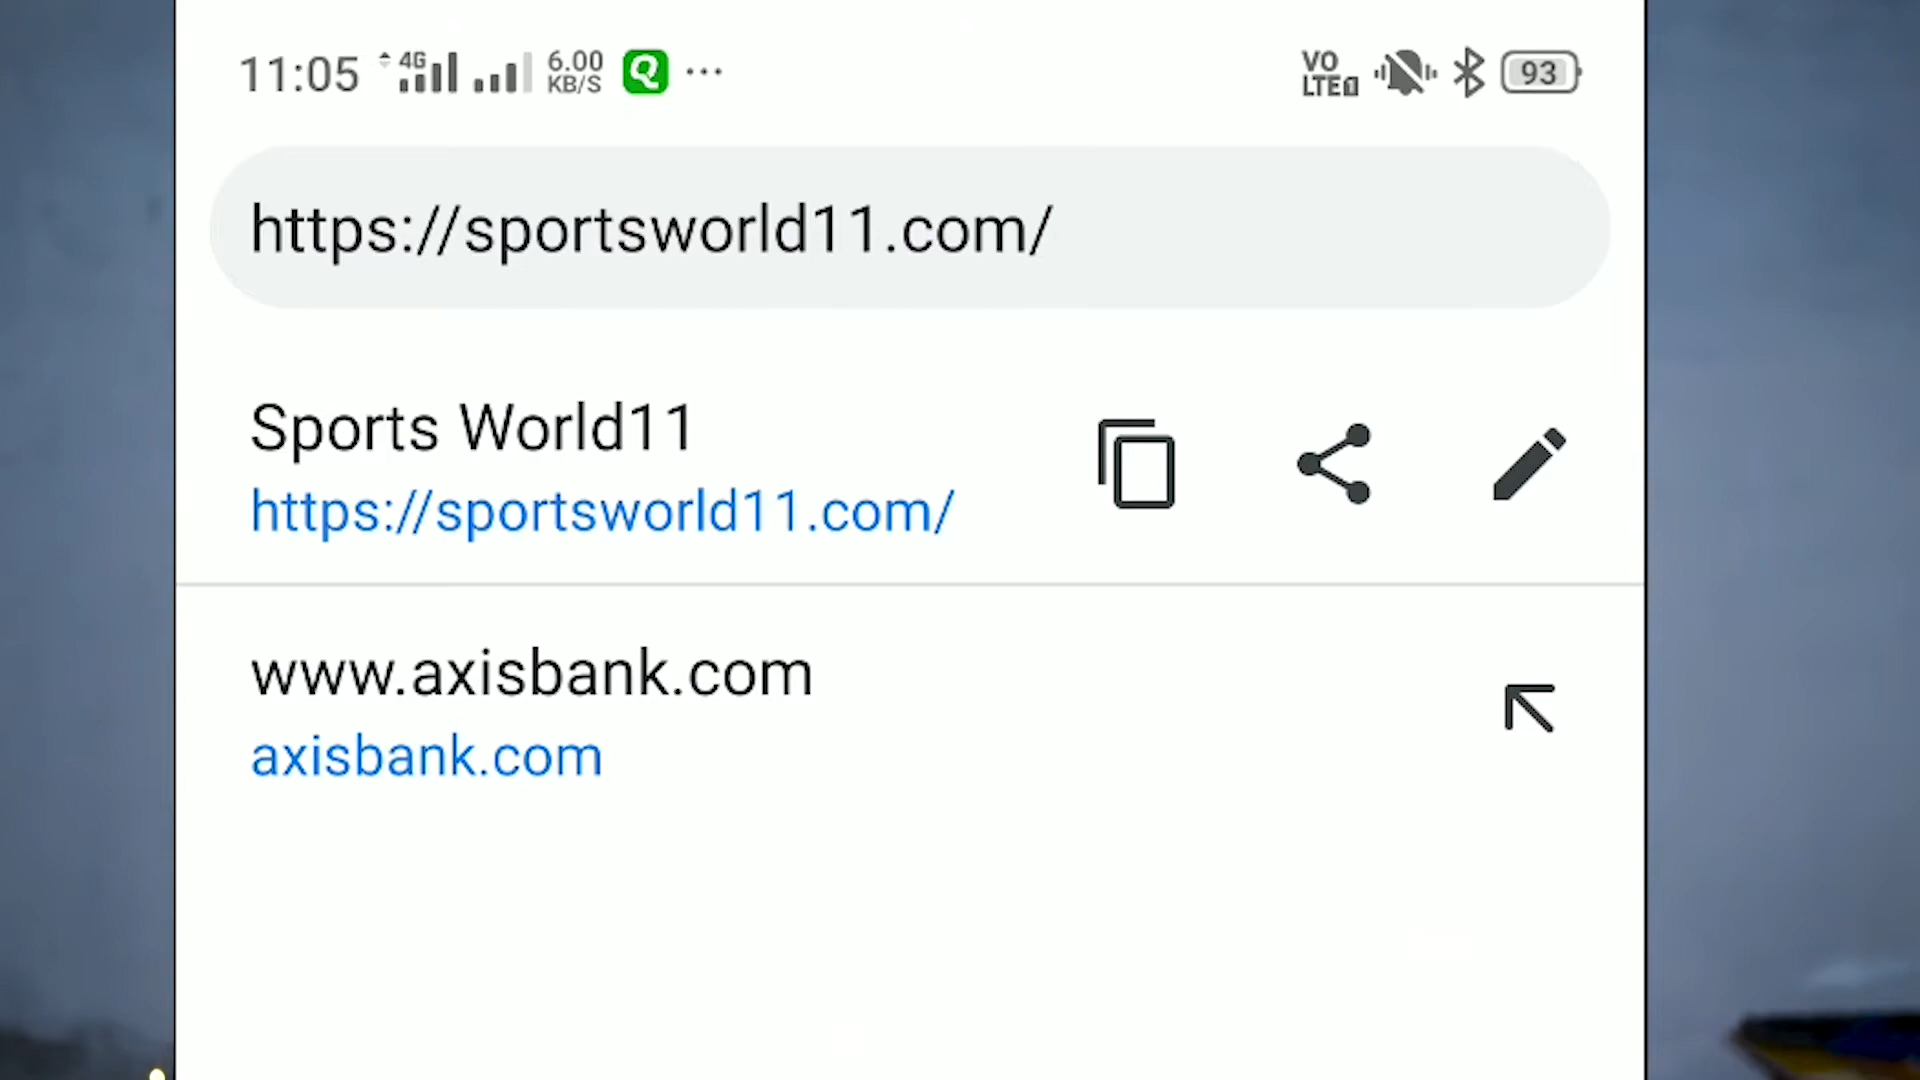 11:05 4G 6.00 KB/S Q ... VO LTE 93
https://sportsworld11.com/
Sports World11
https://sportsworld11.com/
www.axisbank.com
axisbank.com